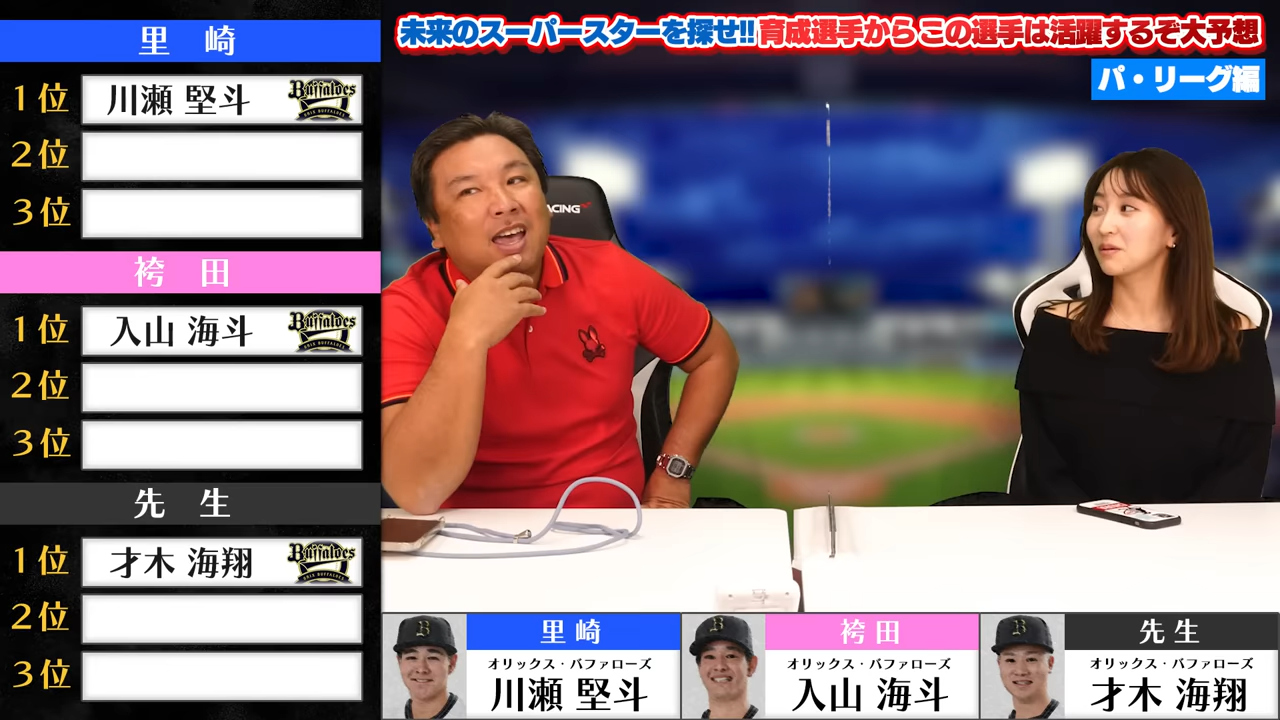 未来のスーパースターを探せ!!育成選手からこの選手は活躍するぞ大予想
パ・リーグ編
里崎
1位 川瀬 堅斗 Buffaloes
2位
3位
袴田
1位 入山 海斗 Buffaloes
2位
3位
先生
1位 才木 海翔 Buffaloes
2位
3位
ACING
里崎
オリックス・バファローズ
川瀬 堅斗
袴田
オリックス・バファローズ
入山 海斗
先生
オリックス・バファローズ
才木 海翔